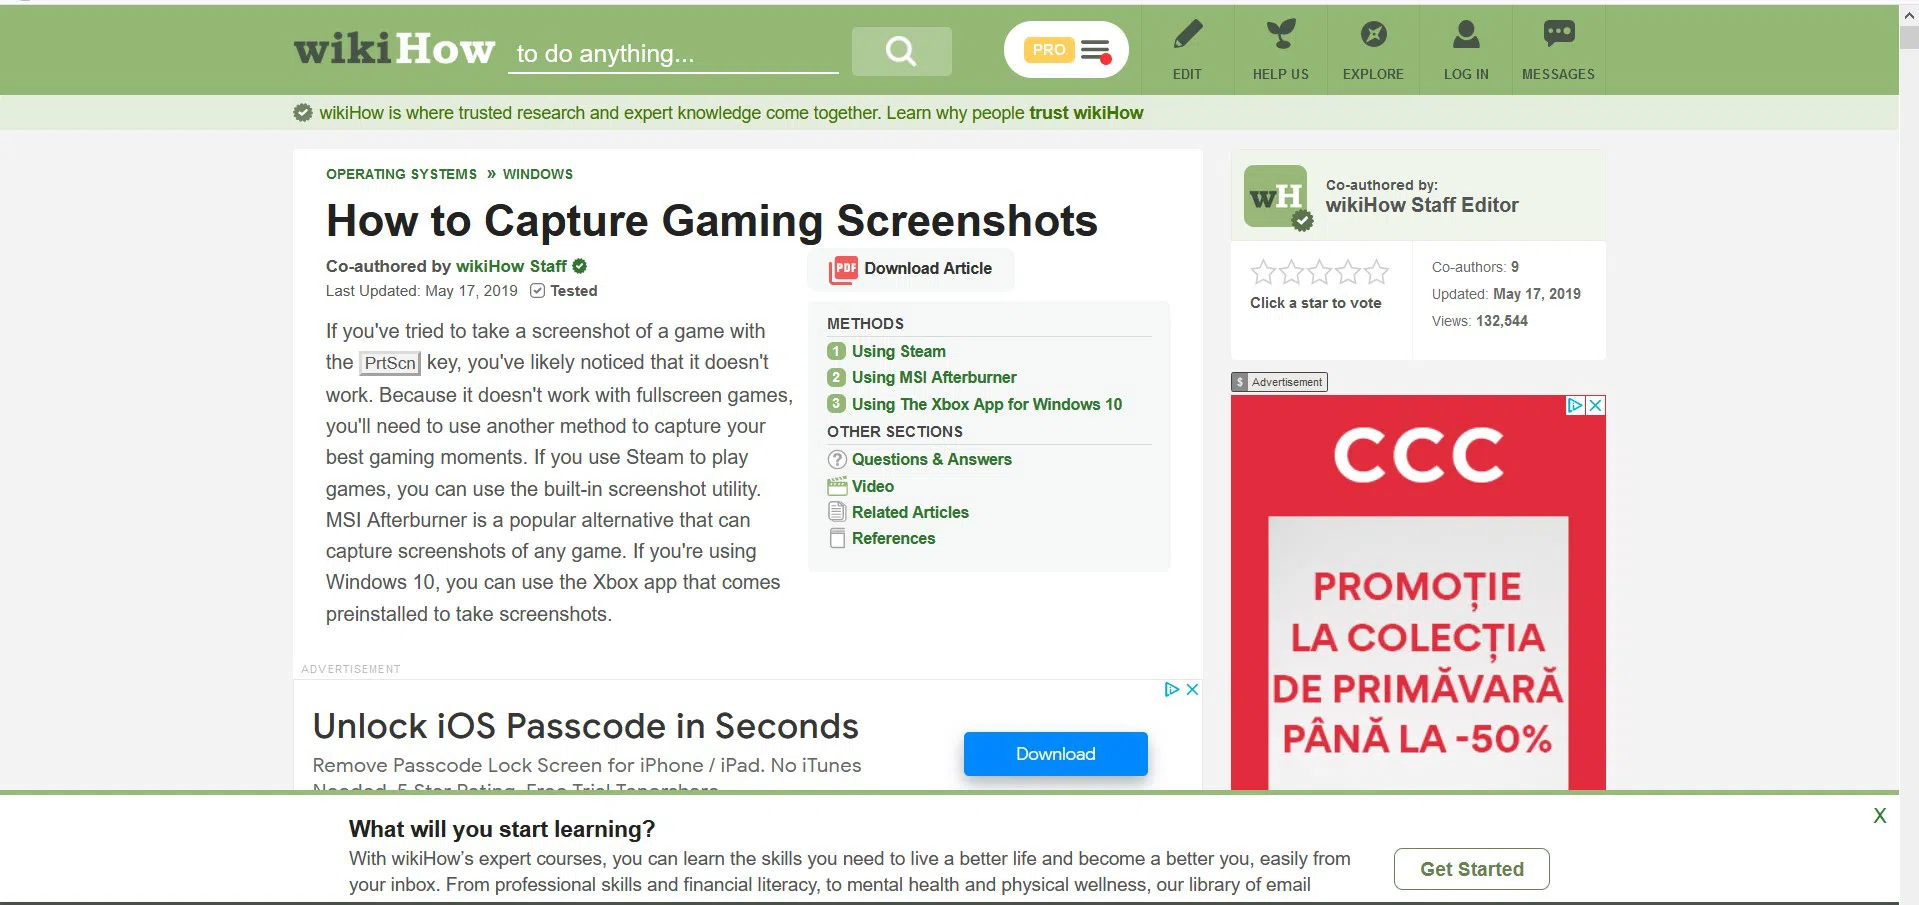 wikiHow to do anything...
PRO
EDIT
HELP US
EXPLORE
LOG IN
MESSAGES
wikiHow is where trusted research and expert knowledge come together. Learn why people trust wikiHow
OPERATING SYSTEMS » WINDOWS
How to Capture Gaming Screenshots
Co-authored by wikiHow Staff
Last Updated: May 17, 2019 Tested
If you've tried to take a screenshot of a game with
the PrtScn key, you've likely noticed that it doesn't
work. Because it doesn't work with fullscreen games,
you'll need to use another method to capture your
best gaming moments. If you use Steam to play
games, you can use the built-in screenshot utility.
MSI Afterburner is a popular alternative that can
capture screenshots of any game. If you're using
Windows 10, you can use the Xbox app that comes
preinstalled to take screenshots.
PDF Download Article
METHODS
1 Using Steam
2 Using MSI Afterburner
3 Using The Xbox App for Windows 10
OTHER SECTIONS
? Questions & Answers
Video
Related Articles
References
wH
Co-authored by:
wikiHow Staff Editor
Click a star to vote
Co-authors: 9
Updated: May 17, 2019
Views: 132,544
$ Advertisement
CCC
PROMOȚIE
LA COLECȚIA
DE PRIMĂVARĂ
PÂNĂ LA -50%
ADVERTISEMENT
Unlock iOS Passcode in Seconds
Remove Passcode Lock Screen for iPhone / iPad. No iTunes
Needed. 5 Star Rating. Free Trial Tenorshare
Download
What will you start learning?
X
With wikiHow's expert courses, you can learn the skills you need to live a better life and become a better you, easily from
your inbox. From professional skills and financial literacy, to mental health and physical wellness, our library of email
Get Started